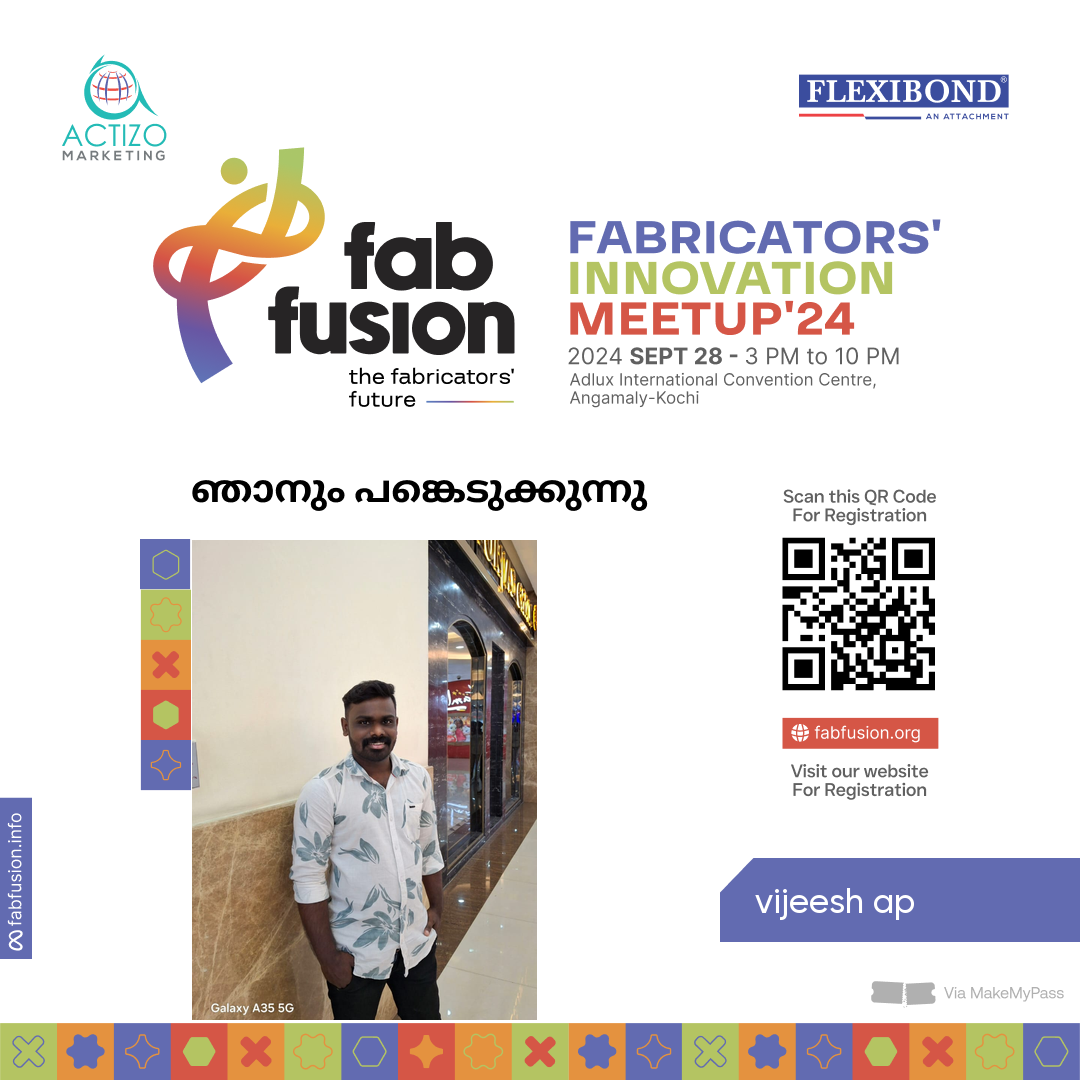 ACTIZO
MARKETING
FLEXIBOND®
AN ATTACHMENT
fab
fusion
the fabricators'
future
FABRICATORS'
INNOVATION
MEETUP'24
2024 SEPT 28 - 3 PM to 10 PM
Adlux International Convention Centre,
Angamaly-Kochi
ഞാനും പങ്കെടുക്കുന്നു
Scan this QR Code
For Registration
fabfusion.org
Visit our website
For Registration
fabfusion.info
vijeesh ap
Galaxy A35 5G
Via MakeMyPass